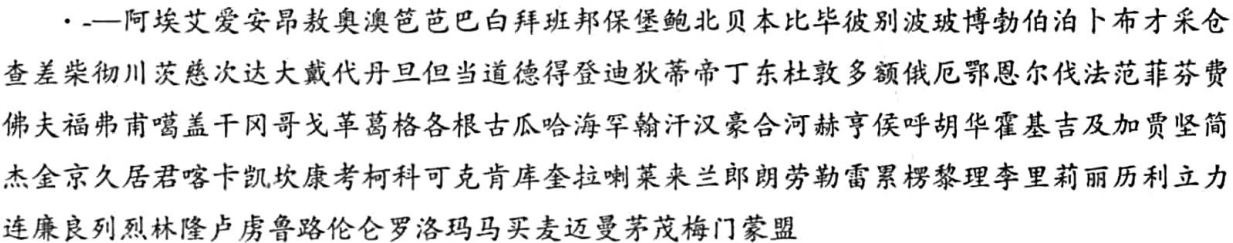 ·-—阿埃艾爱安昂敖奥澳笆芭巴白拜班邦保堡鲍北贝本比毕彼别波玻博勃伯泊卜布才采仓
查差柴彻川茨慈次达大戴代丹旦但当道德得登迪狄蒂帝丁东杜敦多额俄厄鄂恩尔伐法范菲芬费
佛夫福弗甫噶盖干冈哥戈革葛格各根古瓜哈海罕翰汗汉豪合河赫亨侯呼胡华霍基吉及加贾坚简
杰金京久居君喀卡凯坎康考柯科可克肯库奎拉喇莱来兰郎朗劳勒雷累楞黎理李里莉丽历利立力
连廉良列烈林隆卢虏鲁路伦仑罗洛玛马买麦迈曼茅茂梅门蒙盟